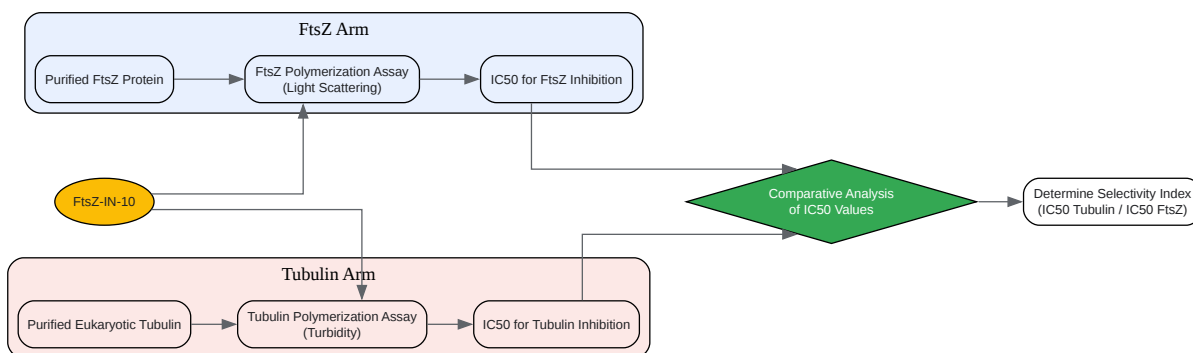 FtsZ Arm
Purified FtsZ Protein
FtsZ Polymerization Assay
(Light Scattering)
IC50 for FtsZ Inhibition
FtsZ-IN-10
Comparative Analysis
of IC50 Values
Determine Selectivity Index
(IC50 Tubulin / IC50 FtsZ)
Tubulin Arm
Purified Eukaryotic Tubulin
Tubulin Polymerization Assay
(Turbidity)
IC50 for Tubulin Inhibition